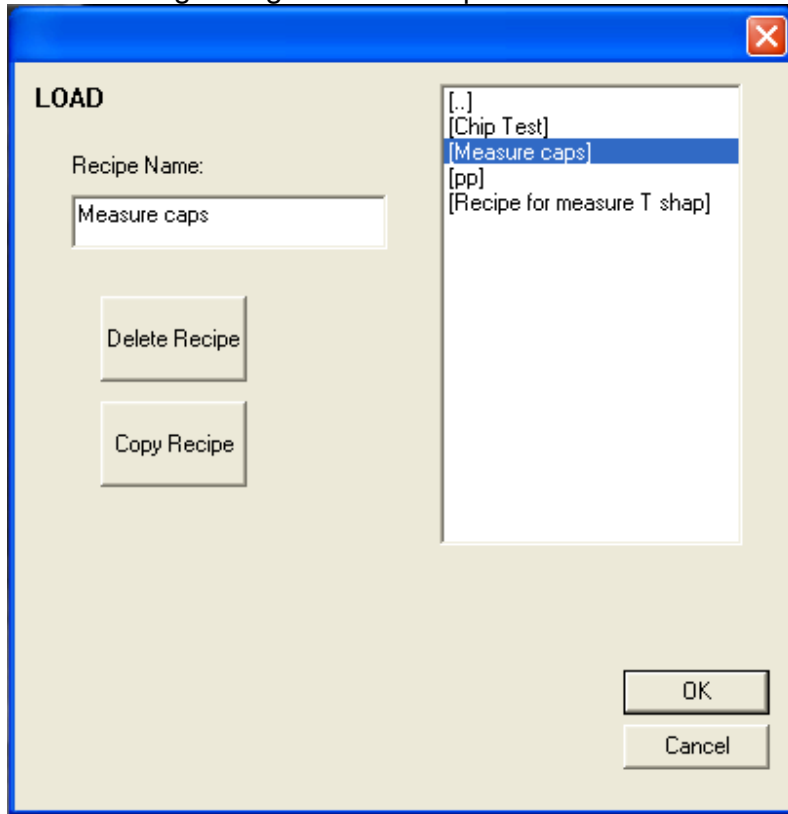 LOAD
Recipe Name:
Measure caps
Delete Recipe
Copy Recipe
[..]
[Chip Test]
[Measure caps]
[pp]
[Recipe for measure T shap]
OK
Cancel